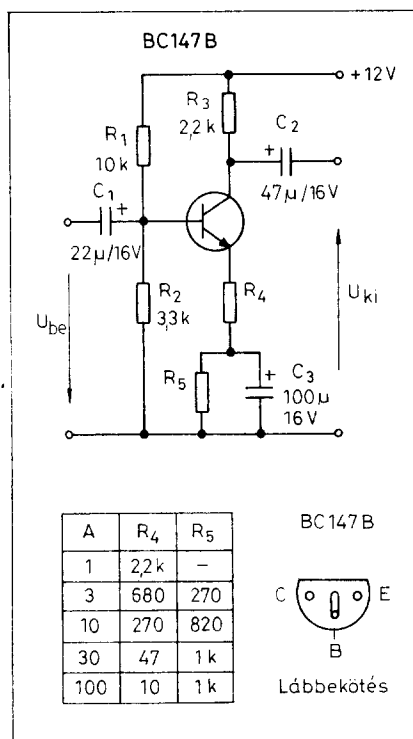 BC147B
+12V
R3
2,2k
C2
+
47µ/16V
R1
10k
C1
+
22µ/16V
R2
3,3k
R4
Ube
Uki
R5
+
C3
100µ
16V
A R4 R5
1 2,2k –
3 680 270
10 270 820
30 47 1k
100 10 1k
BC147B
C E
B
Lábbekötés